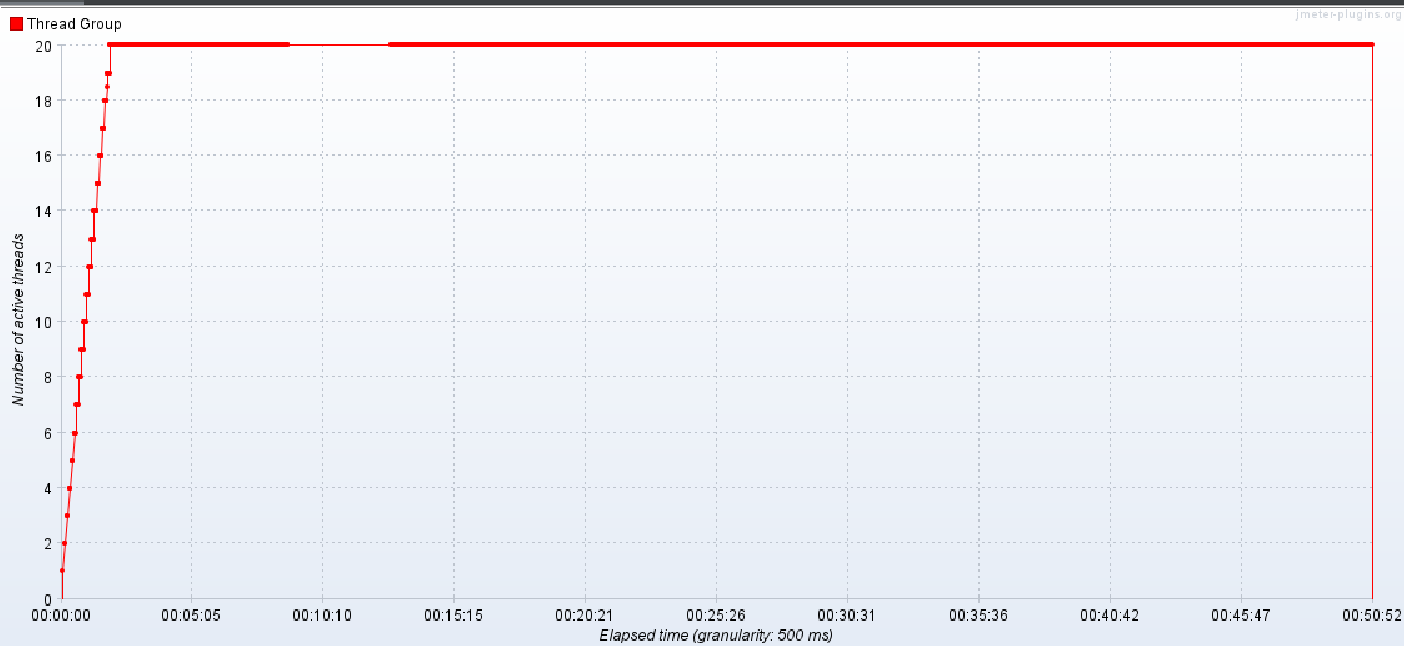 jmeter-plugins.org
Thread Group
20
18
16
14
12
10
8
6
4
2
0
Number of active threads
00:00:00 00:05:05 00:10:10 00:15:15 00:20:21 00:25:26 00:30:31 00:35:36 00:40:42 00:45:47 00:50:52
Elapsed time (granularity: 500 ms)